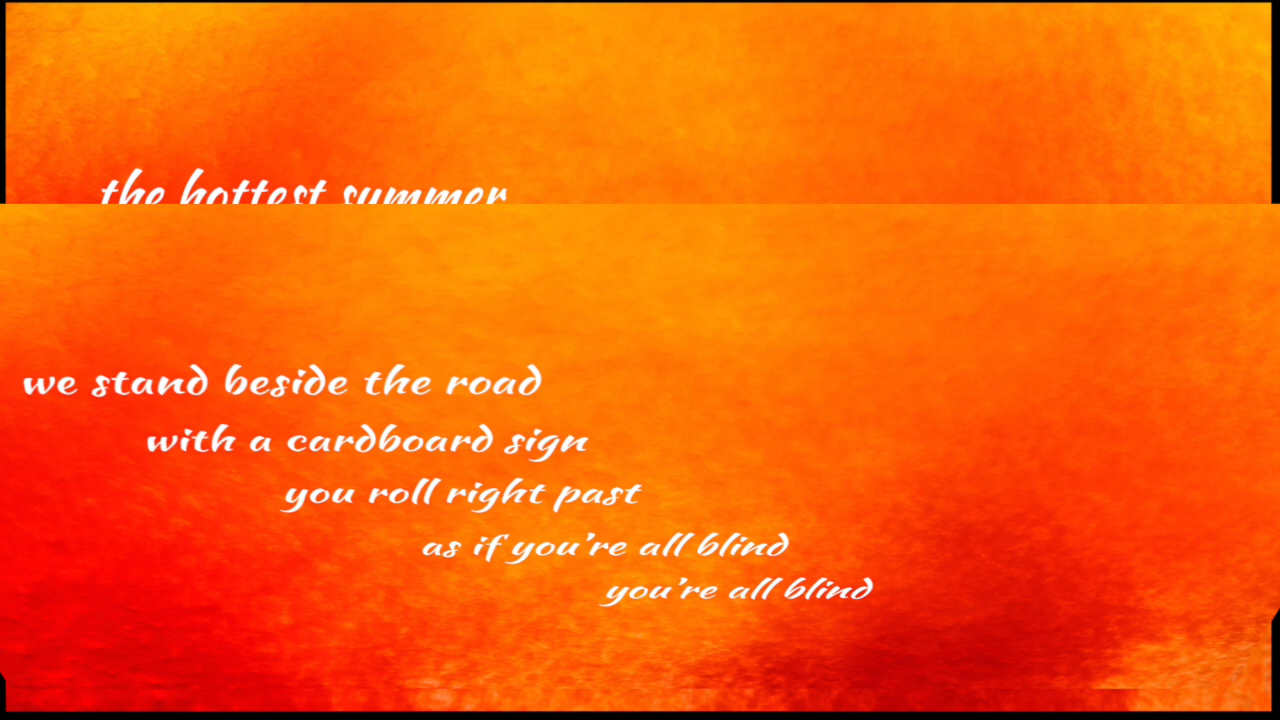 the hottest summer
we stand beside the road
with a cardboard sign
you roll right past
as if you're all blind
you're all blind